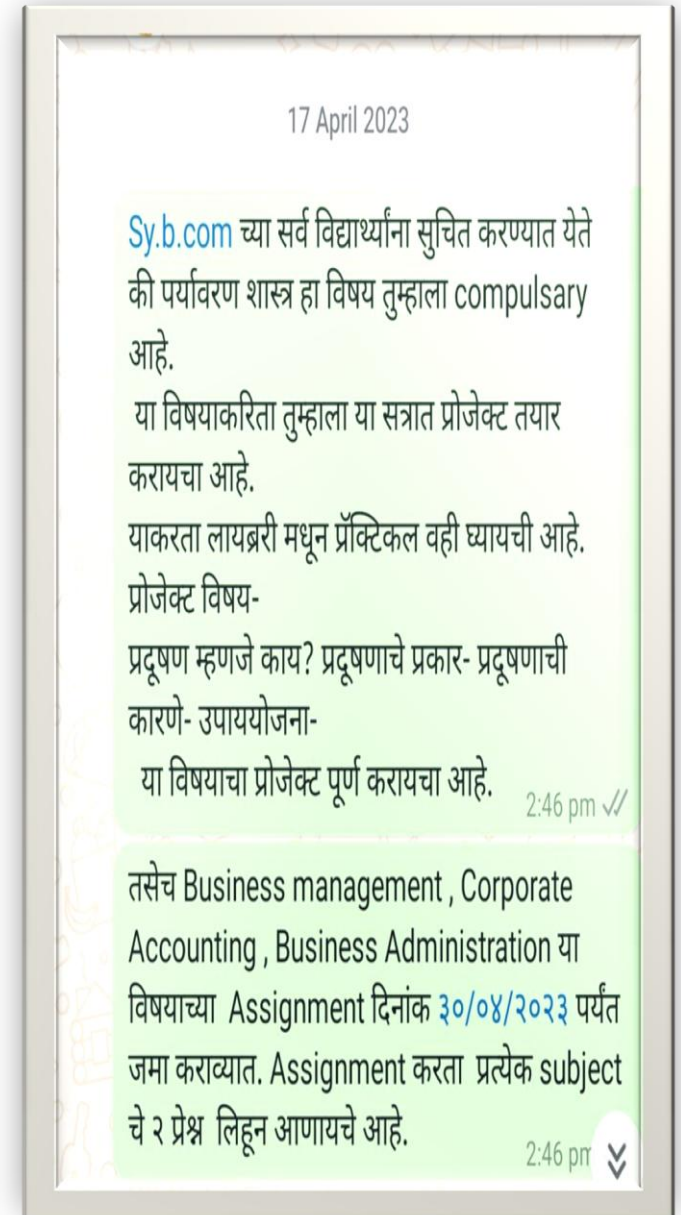 17 April 2023
Sy.b.com च्या सर्व विद्यार्थ्यांना सुचित करण्यात येते
की पर्यावरण शास्त्र हा विषय तुम्हाला compulsary
आहे.
या विषयाकरिता तुम्हाला या सत्रात प्रोजेक्ट तयार
करायचा आहे.
याकरता लायब्ररी मधून प्रॅक्टिकल वही घ्यायची आहे.
प्रोजेक्ट विषय-
प्रदूषण म्हणजे काय? प्रदूषणाचे प्रकार- प्रदूषणाची
कारणे- उपाययोजना-
या विषयाचा प्रोजेक्ट पूर्ण करायचा आहे.
2:46 pm
तसेच Business management , Corporate
Accounting , Business Administration या
विषयाच्या Assignment दिनांक ३०/०४/२०२३ पर्यंत
जमा कराव्यात. Assignment करता प्रत्येक subject
चे २ प्रश्न लिहून आणायचे आहे.
2:46 pm